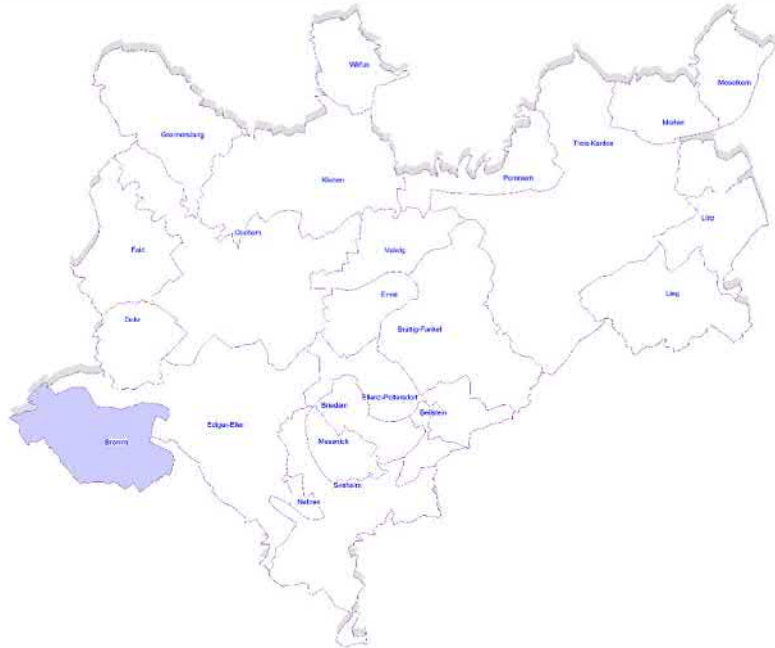 Wirfus
Moselkern
Greimersburg
Müden
Treis-Karden
Klotten
Pommern
Lütz
Cochem
Faid
Valwig
Lieg
Ernst
Dohr
Bruttig-Fankel
Ellenz-Poltersdorf
Briedern
Beilstein
Ediger-Eller
Bremm
Mesenich
Senheim
Nehren